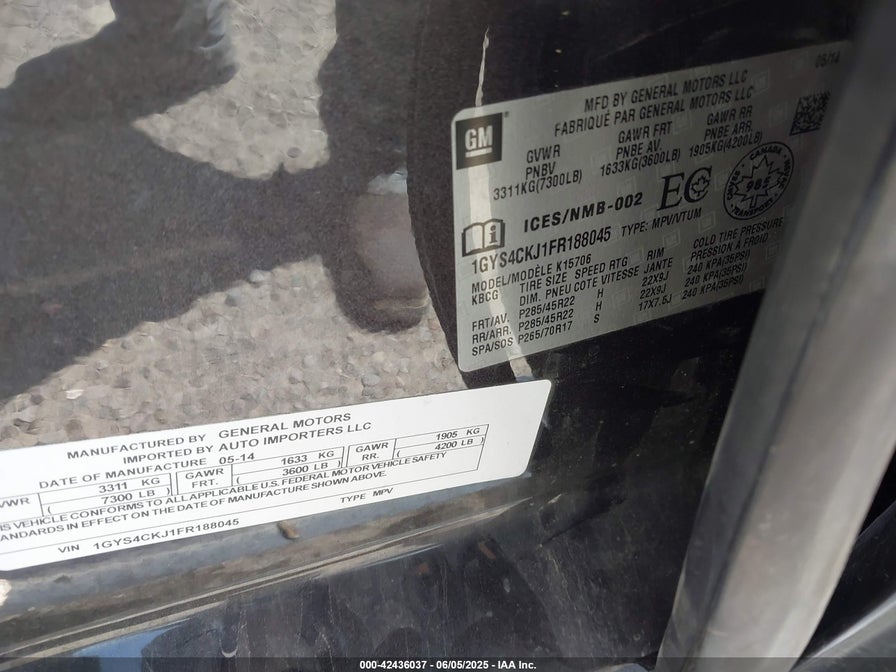 05/14
MFD BY GENERAL MOTORS LLC
FABRIQUÉ PAR GENERAL MOTORS LLC
GM
GVWR GAWR FRT GAWR RR
PNBV PNBE AV. PNBE ARR.
3311KG(7300LB) 1633KG(3600LB) 1905KG(4200LB)
ICES/NMB-002 EC
CANADA
985
TRANSPORT
1GYS4CKJ1FR188045 TYPE: MPV/VTUM
MODEL/MODÈLE K15706
KBCG TIRE SIZE SPEED RTG RIM COLD TIRE PRESSURE
DIM. PNEU COTE VITESSE JANTE PRESSION À FROID
FRT/AV. P285/45R22 H 22X9J 240 KPA(35PSI)
RR/ARR. P285/45R22 H 22X9J 240 KPA(35PSI)
SPA/SOS P265/70R17 S 17X7.5J 240 KPA(35PSI)
MANUFACTURED BY GENERAL MOTORS
IMPORTED BY AUTO IMPORTERS LLC
DATE OF MANUFACTURE 05-14
VWR 3311 KG GAWR 1633 KG GAWR 1905 KG
( 7300 LB ) FRT. ( 3600 LB ) RR. ( 4200 LB )
IS VEHICLE CONFORMS TO ALL APPLICABLE U.S. FEDERAL MOTOR VEHICLE SAFETY
ANDARDS IN EFFECT ON THE DATE OF MANUFACTURE SHOWN ABOVE.
TYPE MPV
VIN 1GYS4CKJ1FR188045
000-42436037 - 06/05/2025 - IAA Inc.